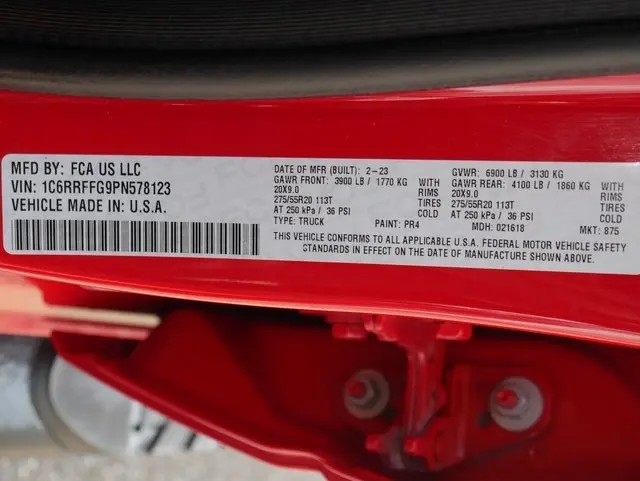 MFD BY: FCA US LLC
VIN: 1C6RRFFG9PN578123
VEHICLE MADE IN: U.S.A.
DATE OF MFR (BUILT): 2-23
GAWR FRONT: 3900 LB / 1770 KG WITH
20X9.0 RIMS
275/55R20 113T TIRES
AT 250 kPa / 36 PSI COLD
TYPE: TRUCK PAINT: PR4
GVWR: 6900 LB / 3130 KG
GAWR REAR: 4100 LB / 1860 KG WITH
20X9.0 RIMS
275/55R20 113T TIRES
AT 250 kPa / 36 PSI COLD
MDH: 021618 MKT: 875
THIS VEHICLE CONFORMS TO ALL APPLICABLE U.S.A. FEDERAL MOTOR VEHICLE SAFETY
STANDARDS IN EFFECT ON THE DATE OF MANUFACTURE SHOWN ABOVE.